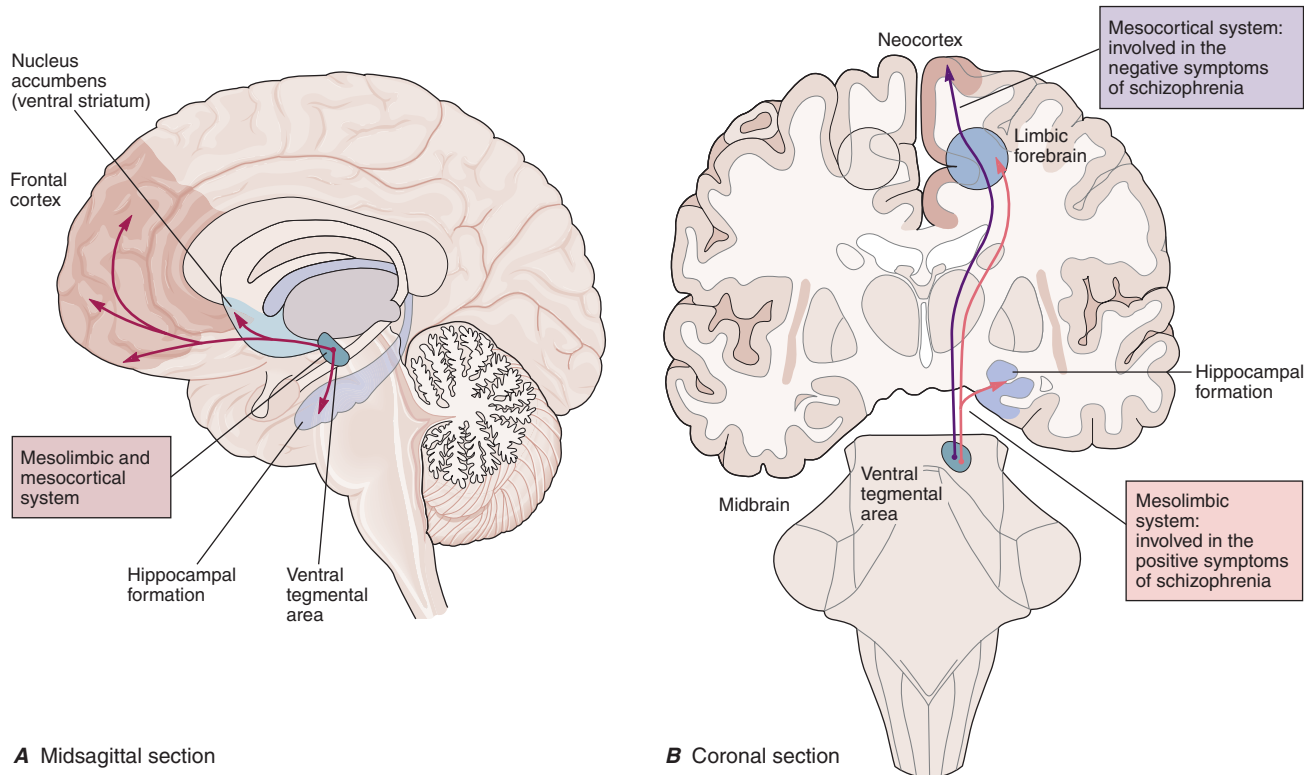 Nucleus
accumbens
(ventral striatum)
Frontal
cortex
Mesolimbic and
mesocortical
system
Hippocampal
formation
Ventral
tegmental
area
A Midsagittal section
Neocortex
Mesocortical system:
involved in the
negative symptoms
of schizophrenia
Limbic
forebrain
Hippocampal
formation
Midbrain
Ventral
tegmental
area
Mesolimbic
system:
involved in the
positive symptoms
of schizophrenia
B Coronal section